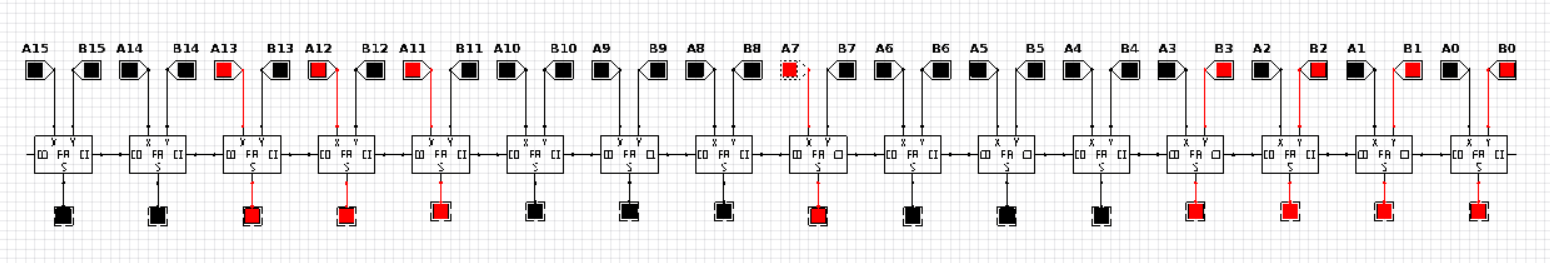 A15 B15 A14 B14 A13 B13 A12 B12 A11 B11 A10 B10 A9 B9 A8 B8 A7 B7 A6 B6 A5 B5 A4 B4 A3 B3 A2 B2 A1 B1 A0 B0
X Y X Y X Y X Y X Y X Y X Y X Y X Y X Y X Y X Y X Y X Y X Y X Y
CO FA CI CO FA CI CO FA CI CO FA CI CO FA CI CO FA CI CO FA CI CO FA CI CO FA CI CO FA CI CO FA CI CO FA CI CO FA CI CO FA CI CO FA CI CO FA CI
S S S S S S S S S S S S S S S S